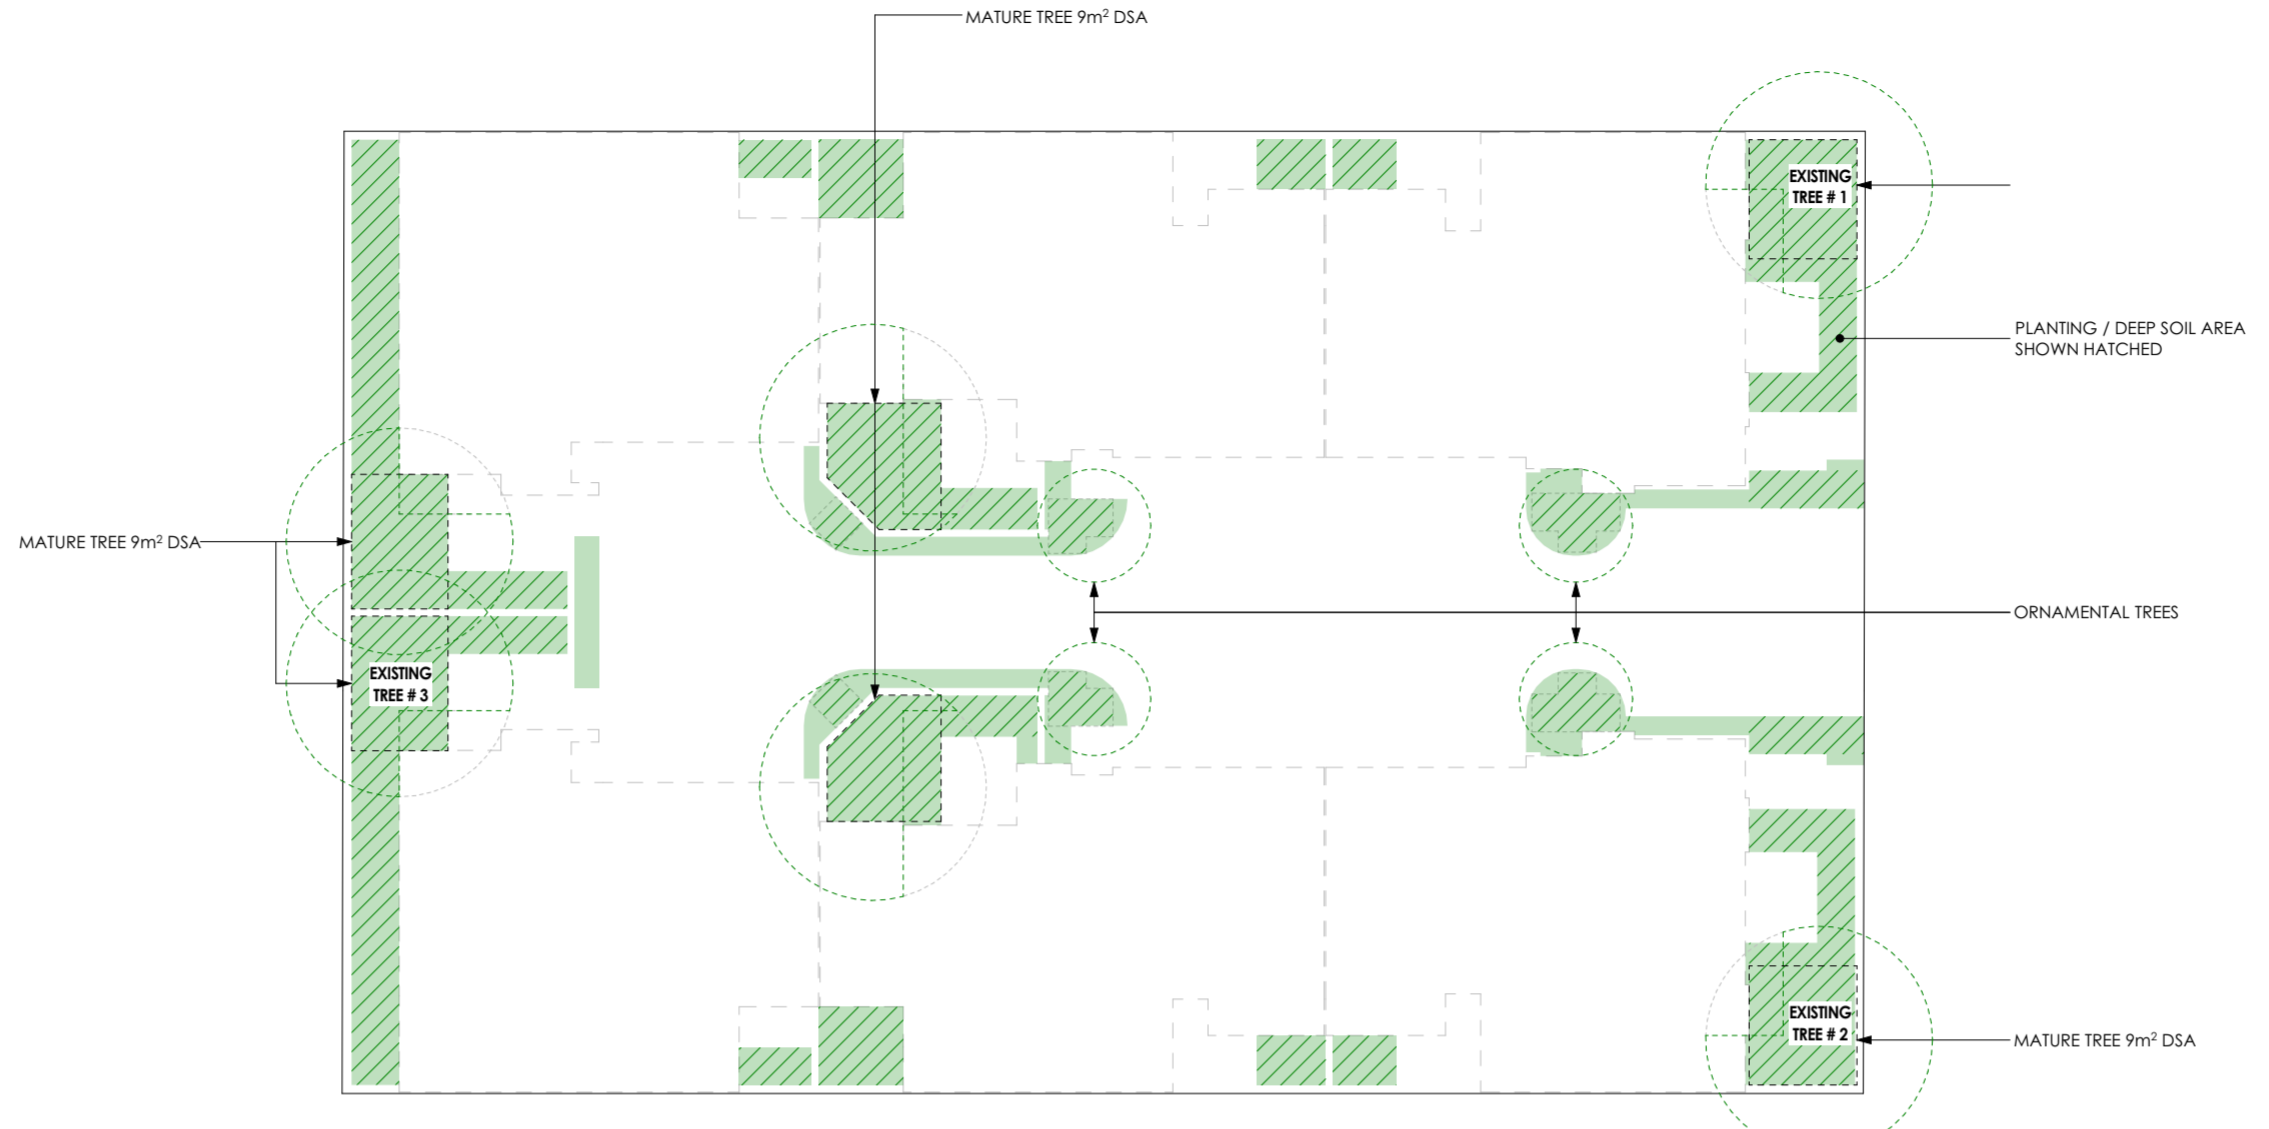 MATURE TREE 9m² DSA
EXISTING
TREE # 1
PLANTING / DEEP SOIL AREA
SHOWN HATCHED
MATURE TREE 9m² DSA
ORNAMENTAL TREES
EXISTING
TREE # 3
EXISTING
TREE # 2
MATURE TREE 9m² DSA